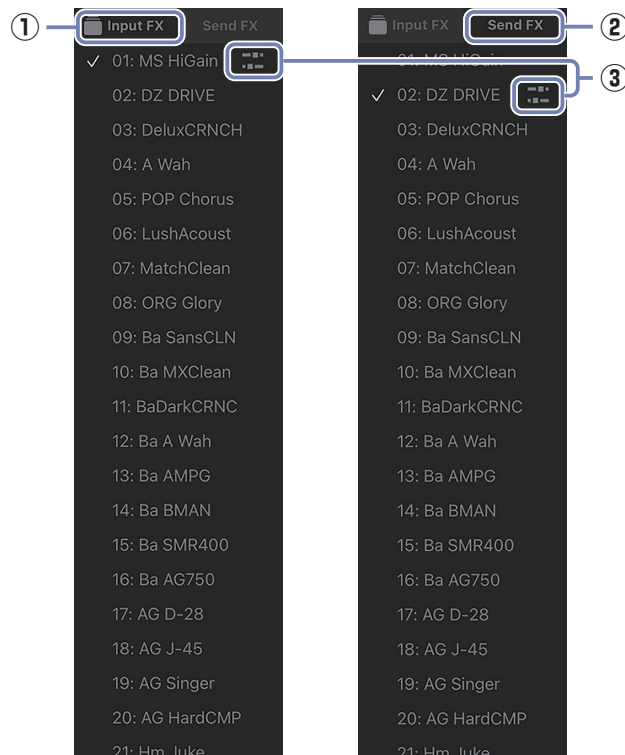 ① Input FX Send FX
01: MS HiGain
02: DZ DRIVE
03: DeluxCRNCH
04: A Wah
05: POP Chorus
06: LushAcoust
07: MatchClean
08: ORG Glory
09: Ba SansCLN
10: Ba MXClean
11: BaDarkCRNC
12: Ba A Wah
13: Ba AMPG
14: Ba BMAN
15: Ba SMR400
16: Ba AG750
17: AG D-28
18: AG J-45
19: AG Singer
20: AG HardCMP
21: Hm Juke
Input FX Send FX ②
01: MS HiGain
③
02: DZ DRIVE
03: DeluxCRNCH
04: A Wah
05: POP Chorus
06: LushAcoust
07: MatchClean
08: ORG Glory
09: Ba SansCLN
10: Ba MXClean
11: BaDarkCRNC
12: Ba A Wah
13: Ba AMPG
14: Ba BMAN
15: Ba SMR400
16: Ba AG750
17: AG D-28
18: AG J-45
19: AG Singer
20: AG HardCMP
21: Hm Juke